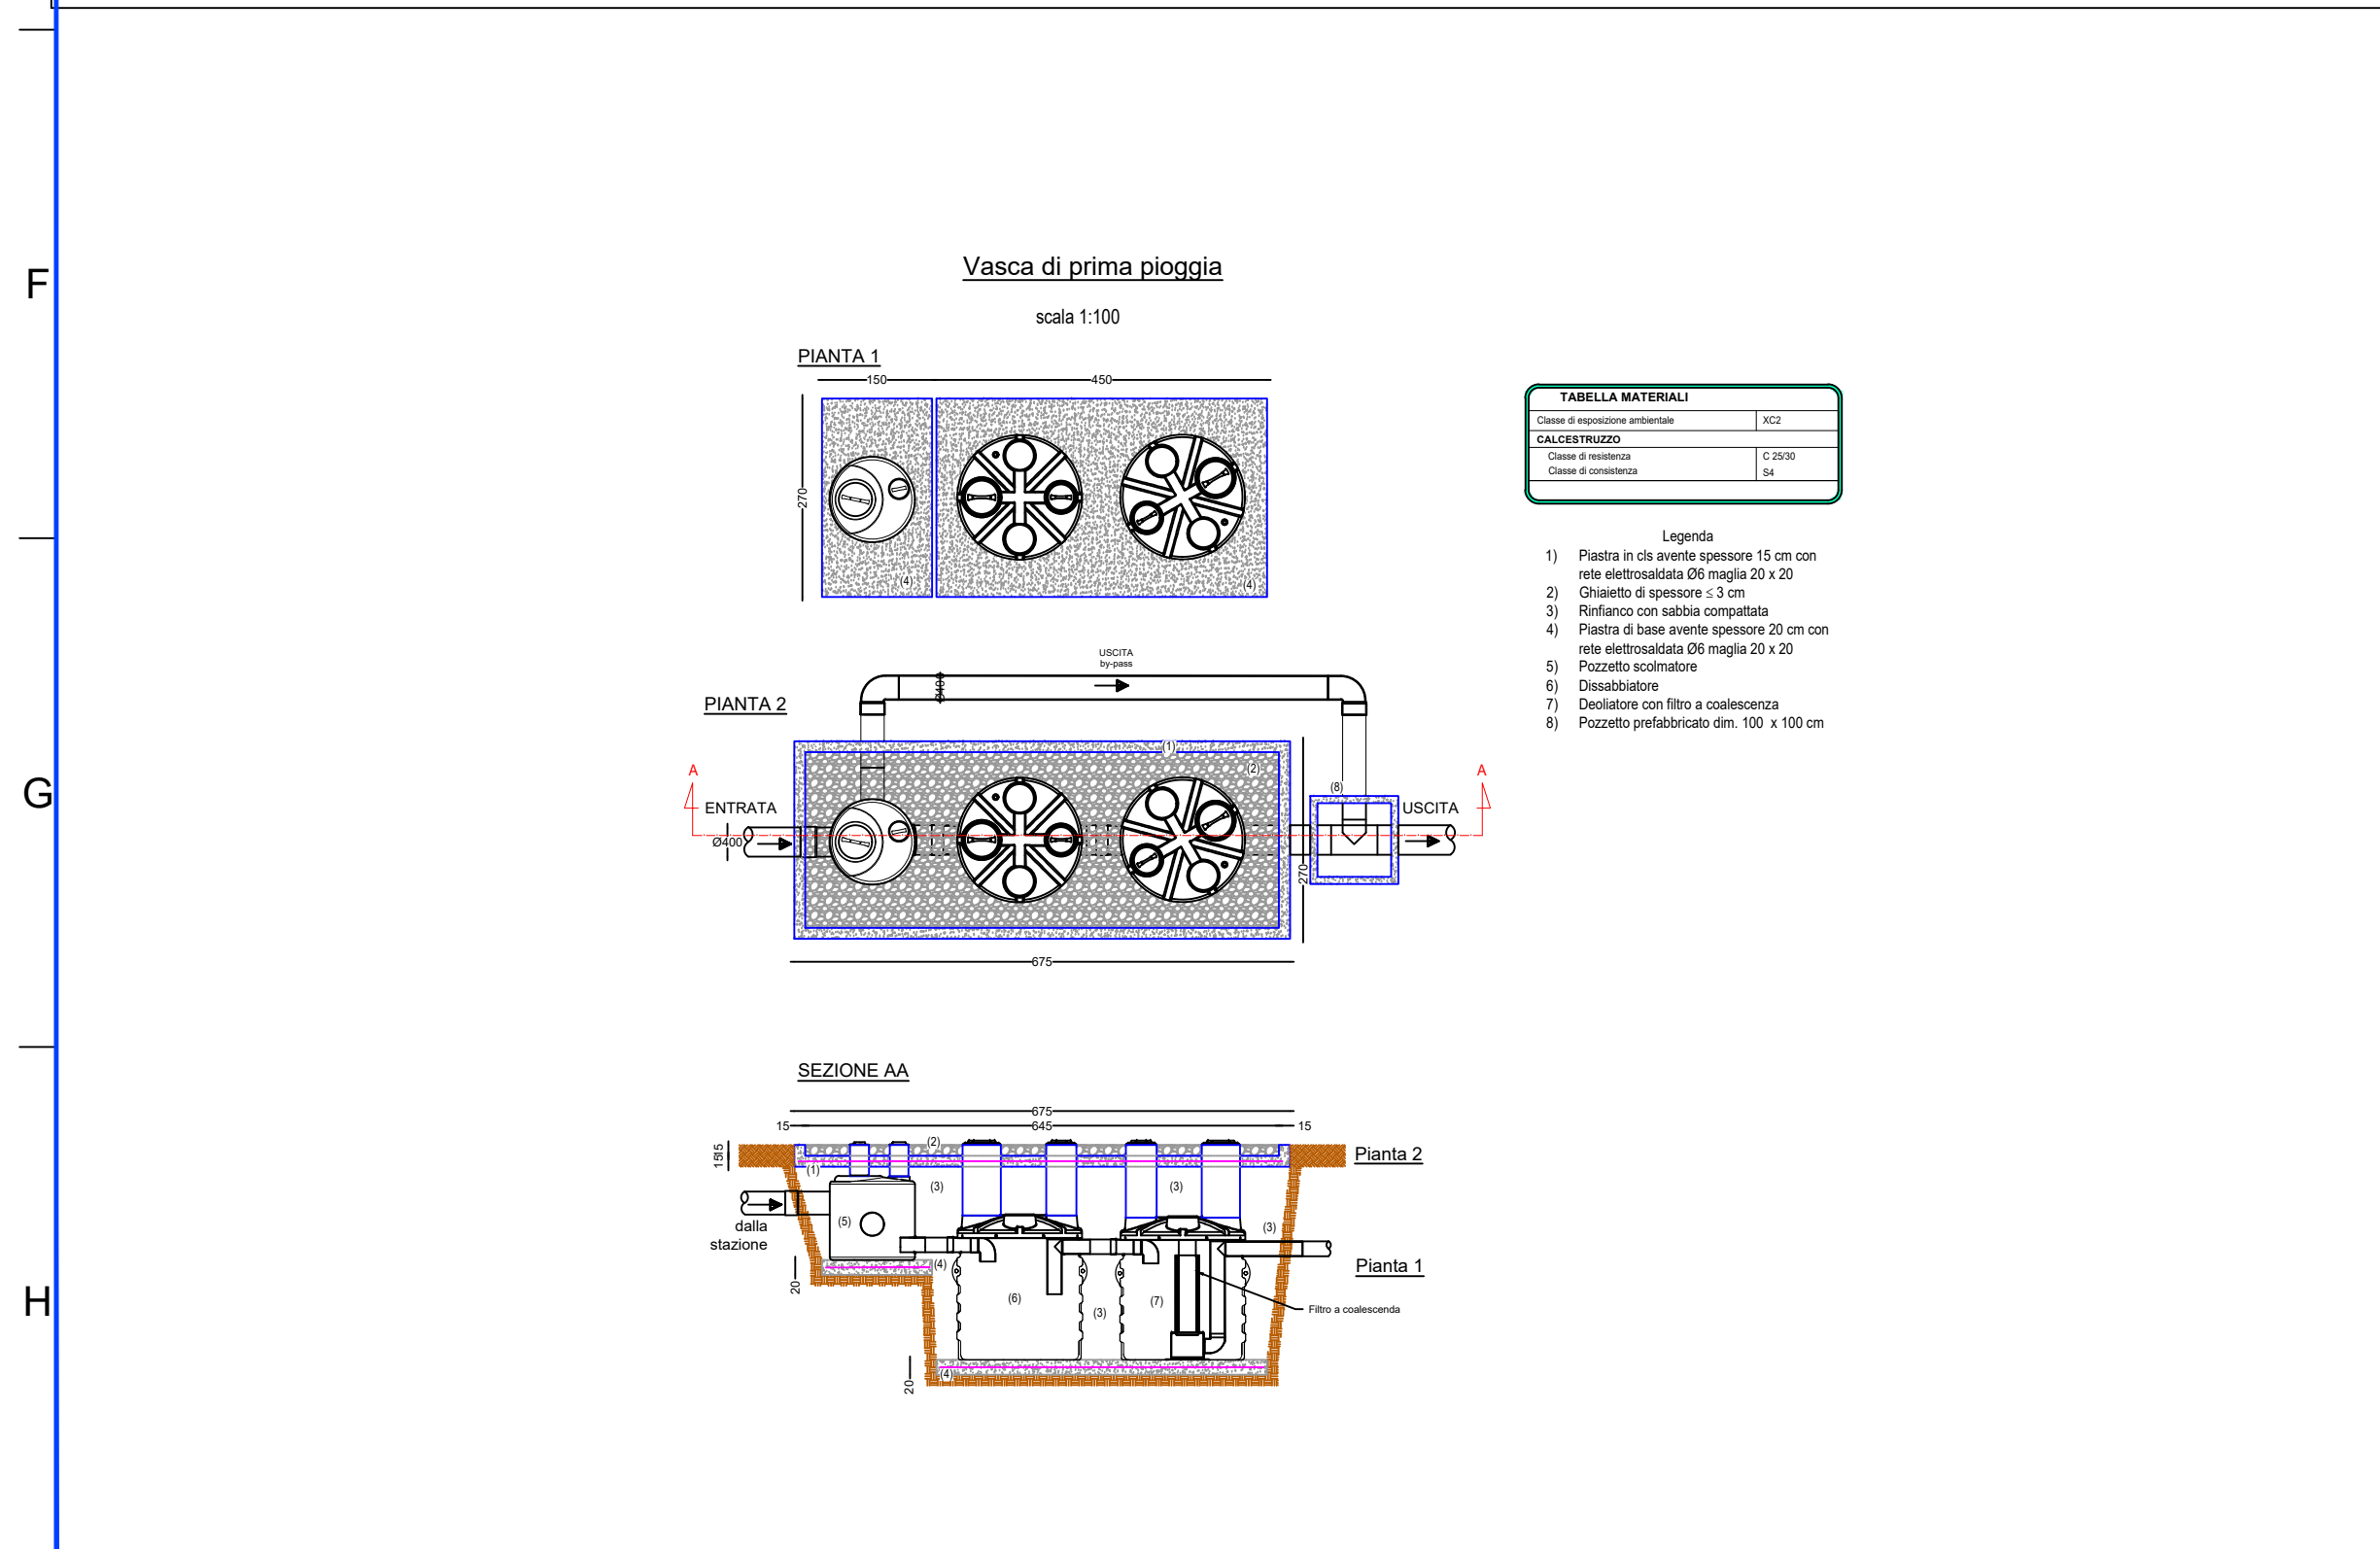 F
G
H
Vasca di prima pioggia
scala 1:100
PIANTA 1
150
450
270
(4)
(4)
TABELLA MATERIALI
Classe di esposizione ambientale XC2
CALCESTRUZZO
Classe di resistenza C 25/30
Classe di consistenza S4
Legenda
1) Piastra in cls avente spessore 15 cm con
rete elettrosaldata Ø6 maglia 20 x 20
2) Ghiaietto di spessore ≤ 3 cm
3) Rinfianco con sabbia compattata
4) Piastra di base avente spessore 20 cm con
rete elettrosaldata Ø6 maglia 20 x 20
5) Pozzetto scolmatore
6) Dissabbiatore
7) Deoliatore con filtro a coalescenza
8) Pozzetto prefabbricato dim. 100 x 100 cm
USCITA
by-pass
Ø400
PIANTA 2
(1)
(2)
A
A
(8)
ENTRATA
USCITA
Ø400
270
675
SEZIONE AA
675
15
645
15
15
15
(2)
Pianta 2
(1)
(3)
(3)
(5)
(3)
dalla
stazione
(4)
Pianta 1
20
(6)
(7)
(3)
Filtro a coalescenda
(4)
20